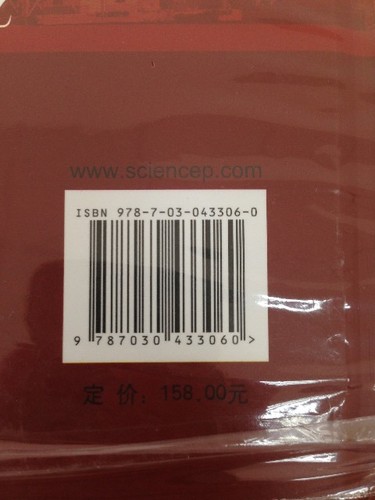 www.sciencep.com
ISBN 978-7-03-043306-0
9 787030 433060 >
定 价: 158.00元